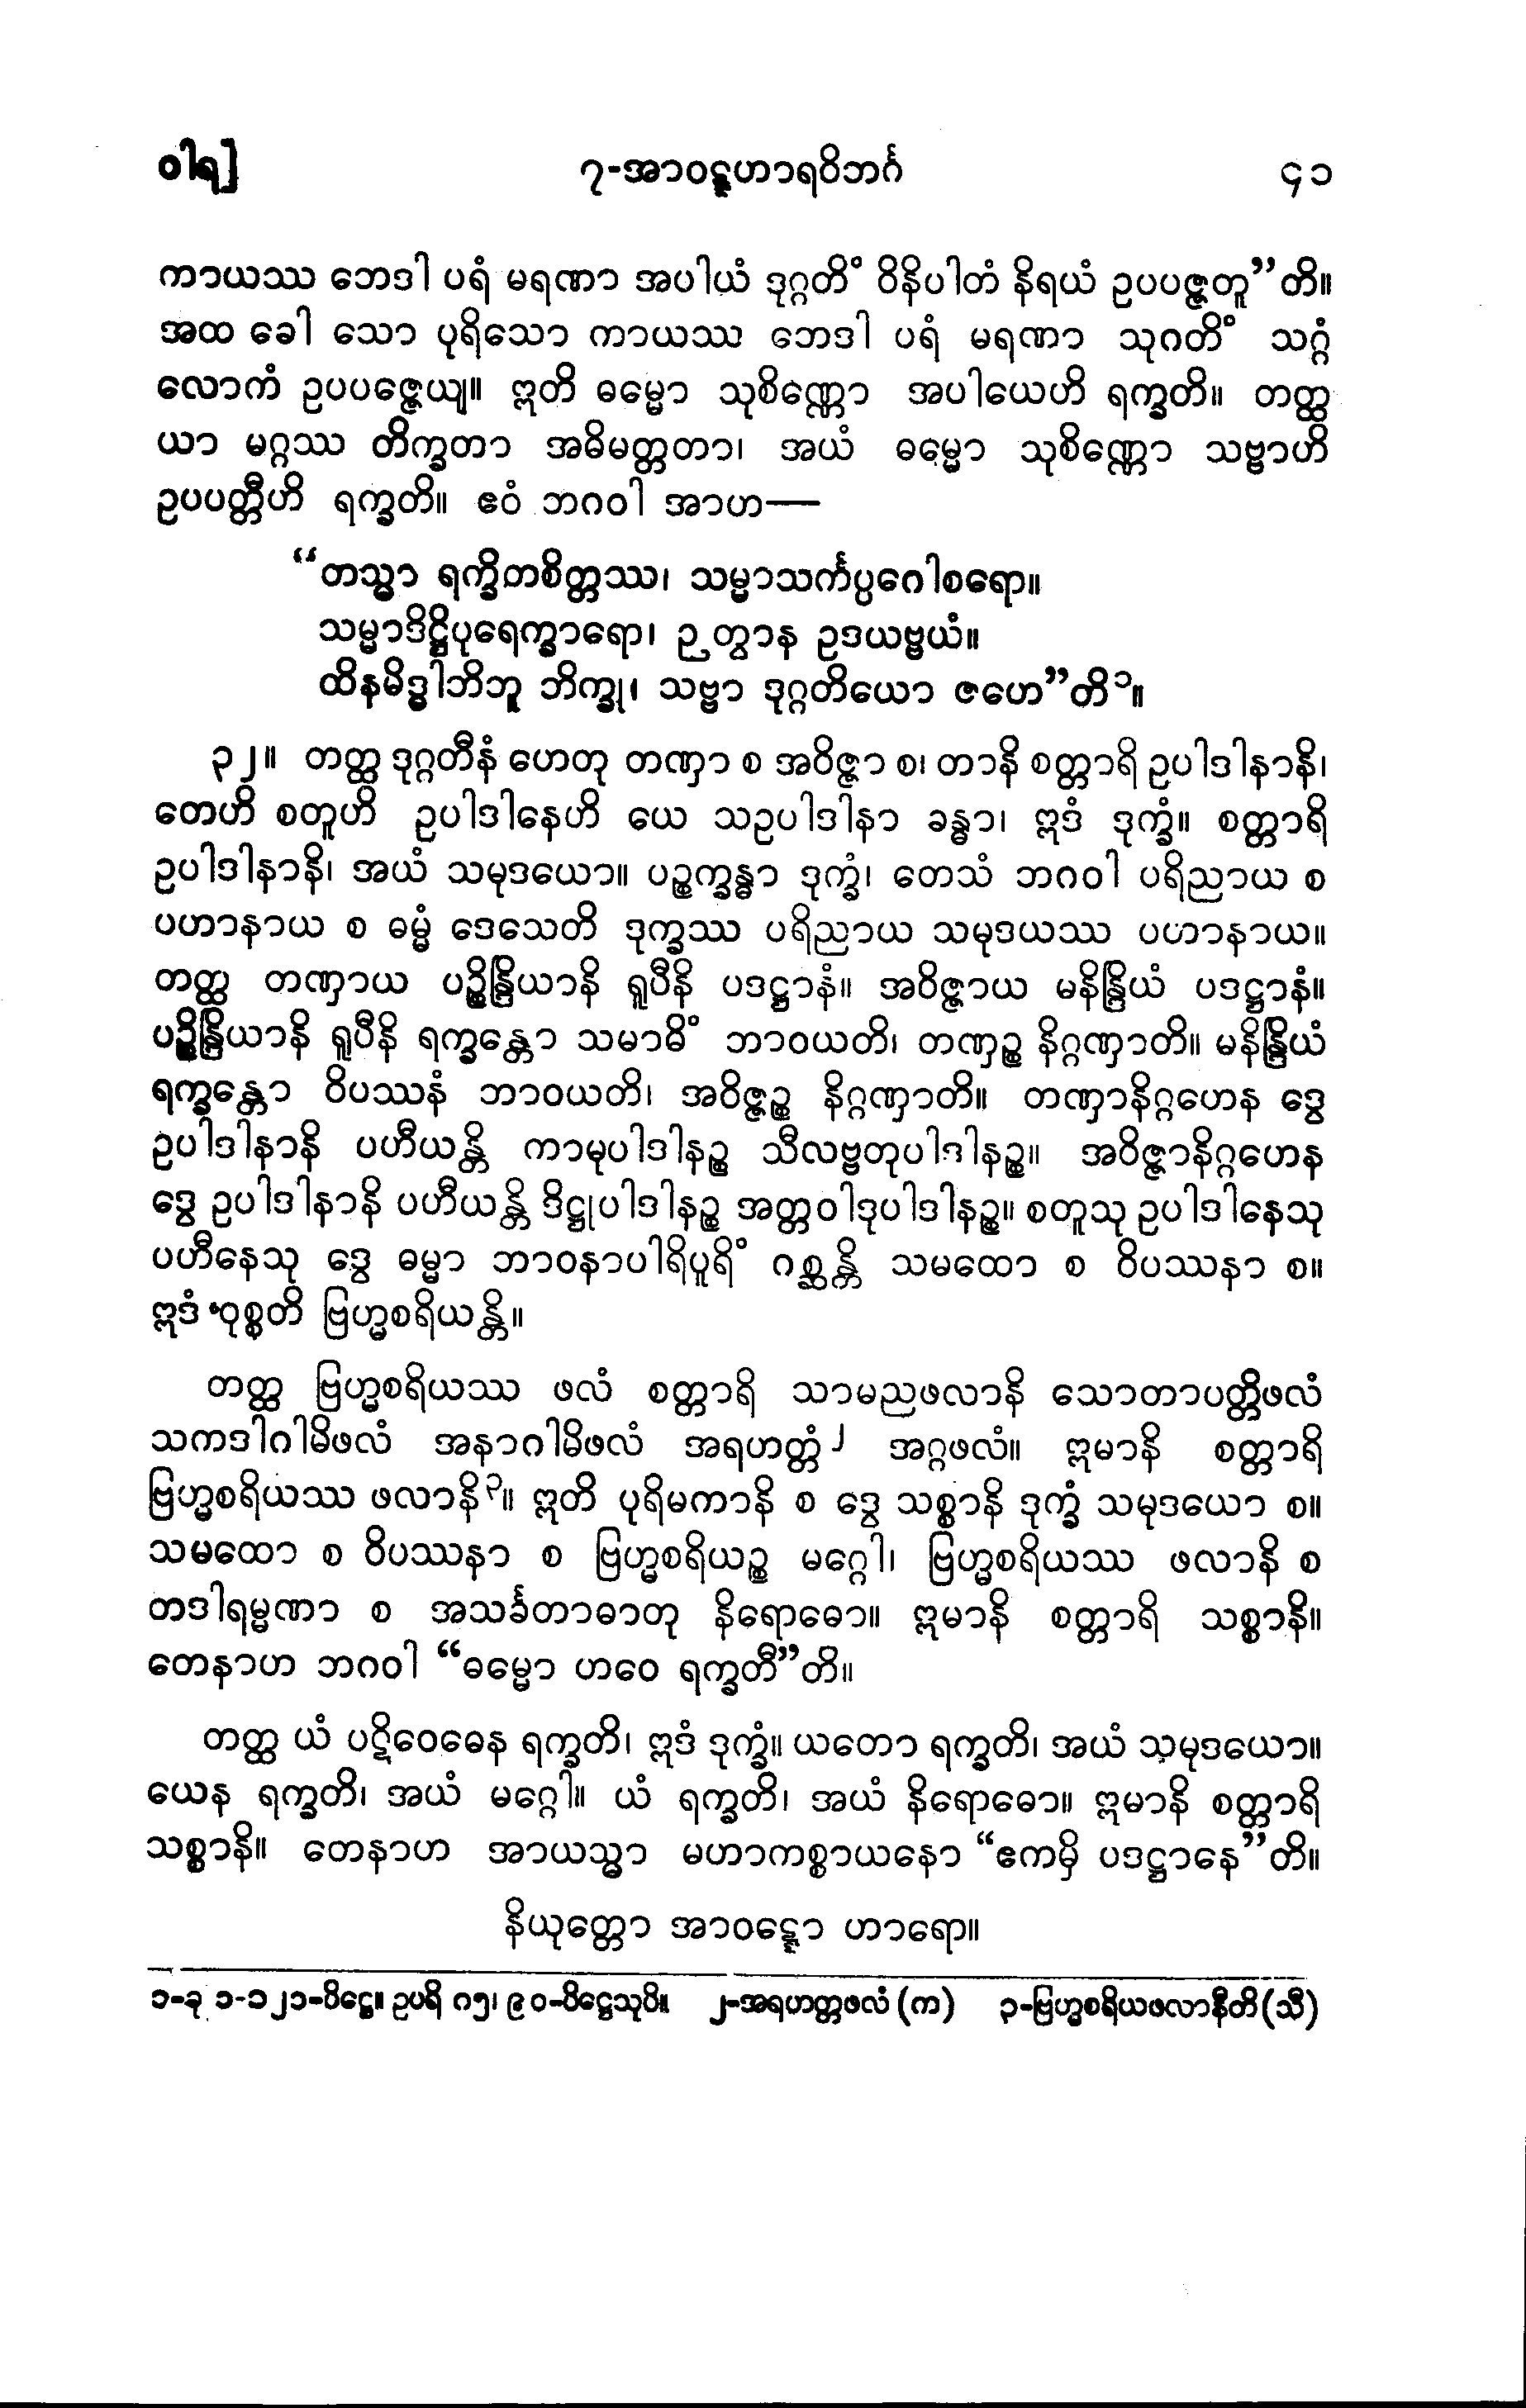 ဝါရ]
၇-အာဝဋ္ဋဟာရဝိဘင်္ဂ
၄၁
ကာယဿ ဘေဒါ ပရံ မရဏာ အပါယံ ဒုဂ္ဂတိံ ဝိနိပါတံ နိရယံ ဥပပဇ္ဇတူ”တိ။
အထ ခေါ သော ပုရိသော ကာယဿ ဘေဒါ ပရံ မရဏာ သုဂတိံ သဂ္ဂံ
လောကံ ဥပပဇ္ဇေယျ။ ဣတိ ဓမ္မော သုစိဏ္ဏော အပါယေဟိ ရက္ခတိ။ တတ္ထ
ယာ မဂ္ဂဿ တိက္ခတာ အဓိမတ္တတာ၊ အယံ ဓမ္မော သုစိဏ္ဏော သဗ္ဗာဟိ
ဥပပတ္တီဟိ ရက္ခတိ။ ဧဝံ ဘဂဝါ အာဟ—
“တသ္မာ ရက္ခိတစိတ္တဿ၊ သမ္မာသင်္ကပ္ပဂေါစရော။
သမ္မာဒိဋ္ဌိပုရေက္ခာရော၊ ဉတွာန ဥဒယဗ္ဗယံ။
ထိနမိဒ္ဓါဘိဘူ ဘိက္ခု၊ သဗ္ဗာ ဒုဂ္ဂတိယော ဇဟေ”တိ၁။
၃၂။ တတ္ထ ဒုဂ္ဂတီနံ ဟေတု တဏှာ စ အဝိဇ္ဇာ စ၊ တာနိ စတ္တာရိ ဥပါဒါနာနိ၊
တေဟိ စတူဟိ ဥပါဒါနေဟိ ယေ သဥပါဒါနာ ခန္ဓာ၊ ဣဒံ ဒုက္ခံ။ စတ္တာရိ
ဥပါဒါနာနိ၊ အယံ သမုဒယော။ ပဉ္စက္ခန္ဓာ ဒုက္ခံ၊ တေသံ ဘဂဝါ ပရိညာယ စ
ပဟာနာယ စ ဓမ္မံ ဒေသေတိ ဒုက္ခဿ ပရိညာယ သမုဒယဿ ပဟာနာယ။
တတ္ထ တဏှာယ ပဉ္စိန္ဒြိယာနိ ရူပီနိ ပဒဋ္ဌာနံ။ အဝိဇ္ဇာယ မနိန္ဒြိယံ ပဒဋ္ဌာနံ။
ပဉ္စိန္ဒြိယာနိ ရူပီနိ ရက္ခန္တော သမာဓိံ ဘာဝယတိ၊ တဏှဉ္စ နိဂ္ဂဏှာတိ။ မနိန္ဒြိယံ
ရက္ခန္တော ဝိပဿနံ ဘာဝယတိ၊ အဝိဇ္ဇဉ္စ နိဂ္ဂဏှာတိ။ တဏှာနိဂ္ဂဟေန ဒွေ
ဥပါဒါနာနိ ပဟီယန္တိ ကာမုပါဒါနဉ္စ သီလဗ္ဗတုပါဒါနဉ္စ။ အဝိဇ္ဇာနိဂ္ဂဟေန
ဒွေ ဥပါဒါနာနိ ပဟီယန္တိ ဒိဋ္ဌုပါဒါနဉ္စ အတ္တဝါဒုပါဒါနဉ္စ။ စတူသု ဥပါဒါနေသု
ပဟီနေသု ဒွေ ဓမ္မာ ဘာဝနာပါရိပူရိံ ဂစ္ဆန္တိ သမထော စ ဝိပဿနာ စ။
ဣဒံ ဝုစ္စတိ ဗြဟ္မစရိယန္တိ။
တတ္ထ ဗြဟ္မစရိယဿ ဖလံ စတ္တာရိ သာမညဖလာနိ သောတာပတ္တိဖလံ
သကဒါဂါမိဖလံ အနာဂါမိဖလံ အရဟတ္တံ၂ အဂ္ဂဖလံ။ ဣမာနိ စတ္တာရိ
ဗြဟ္မစရိယဿ ဖလာနိ၃။ ဣတိ ပုရိမကာနိ စ ဒွေ သစ္စာနိ ဒုက္ခံ သမုဒယော စ။
သမထော စ ဝိပဿနာ စ ဗြဟ္မစရိယဉ္စ မဂ္ဂေါ၊ ဗြဟ္မစရိယဿ ဖလာနိ စ
တဒါရမ္မဏာ စ အသင်္ခတာဓာတု နိရောဓော။ ဣမာနိ စတ္တာရိ သစ္စာနိ။
တေနာဟ ဘဂဝါ “ဓမ္မော ဟဝေ ရက္ခတီ”တိ။
တတ္ထ ယံ ပဋိဝေဓေန ရက္ခတိ၊ ဣဒံ ဒုက္ခံ။ ယတော ရက္ခတိ၊ အယံ သမုဒယော။
ယေန ရက္ခတိ၊ အယံ မဂ္ဂေါ။ ယံ ရက္ခတိ၊ အယံ နိရောဓော။ ဣမာနိ စတ္တာရိ
သစ္စာနိ။ တေနာဟ အာယသ္မာ မဟာကစ္စာယနော “ဧကမှိ ပဒဋ္ဌာနေ”တိ။
နိယုတ္တော အာဝဋ္ဋော ဟာရော။
၁-ခု ၁-၁၂၁-ပိဋ္ဌေ။ ဥပရိ ဂ၅၊ ၉၀-ပိဋ္ဌေသုပိ။ ၂-အရဟတ္တဖလံ (က) ၃-ဗြဟ္မစရိယဖလာနီတိ (သီ)